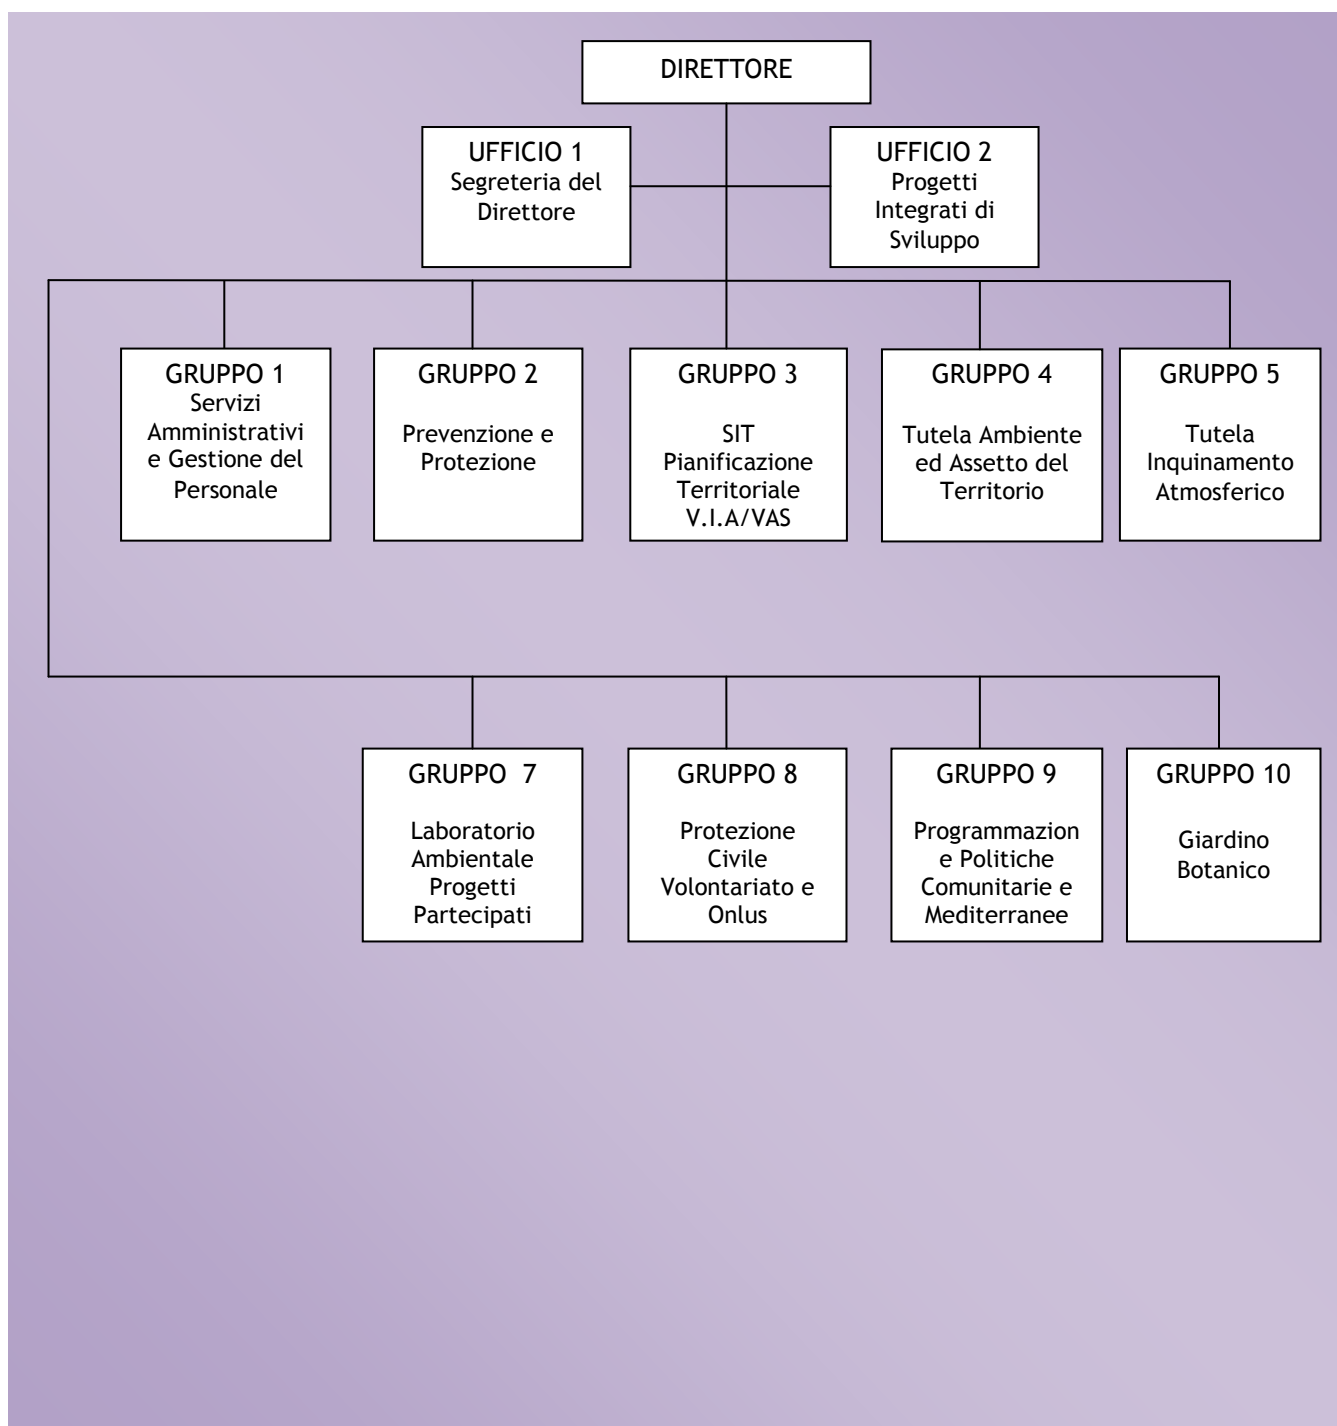 DIRETTORE
UFFICIO 1
Segreteria del
Direttore
UFFICIO 2
Progetti
Integrati di
Sviluppo
GRUPPO 1
Servizi
Amministrativi
e Gestione del
Personale
GRUPPO 2
Prevenzione e
Protezione
GRUPPO 3
SIT
Pianificazione
Territoriale
V.I.A/VAS
GRUPPO 4
Tutela Ambiente
ed Assetto del
Territorio
GRUPPO 5
Tutela
Inquinamento
Atmosferico
GRUPPO 7
Laboratorio
Ambientale
Progetti
Partecipati
GRUPPO 8
Protezione
Civile
Volontariato e
Onlus
GRUPPO 9
Programmazion
e Politiche
Comunitarie e
Mediterranee
GRUPPO 10
Giardino
Botanico